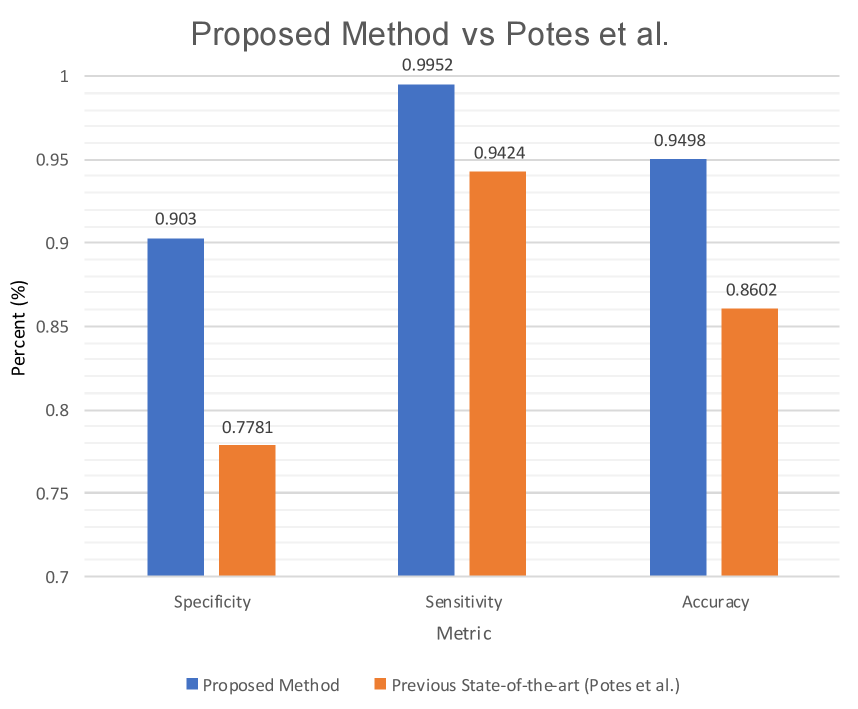 Proposed Method vs Potes et al.
0.9952
1
0.9424
0.9498
0.95
0.903
0.9
0.8602
0.85
Percent (%)
0.8
0.7781
0.75
0.7
Specificity
Sensitivity
Accuracy
Metric
Proposed Method
Previous State-of-the-art (Potes et al.)